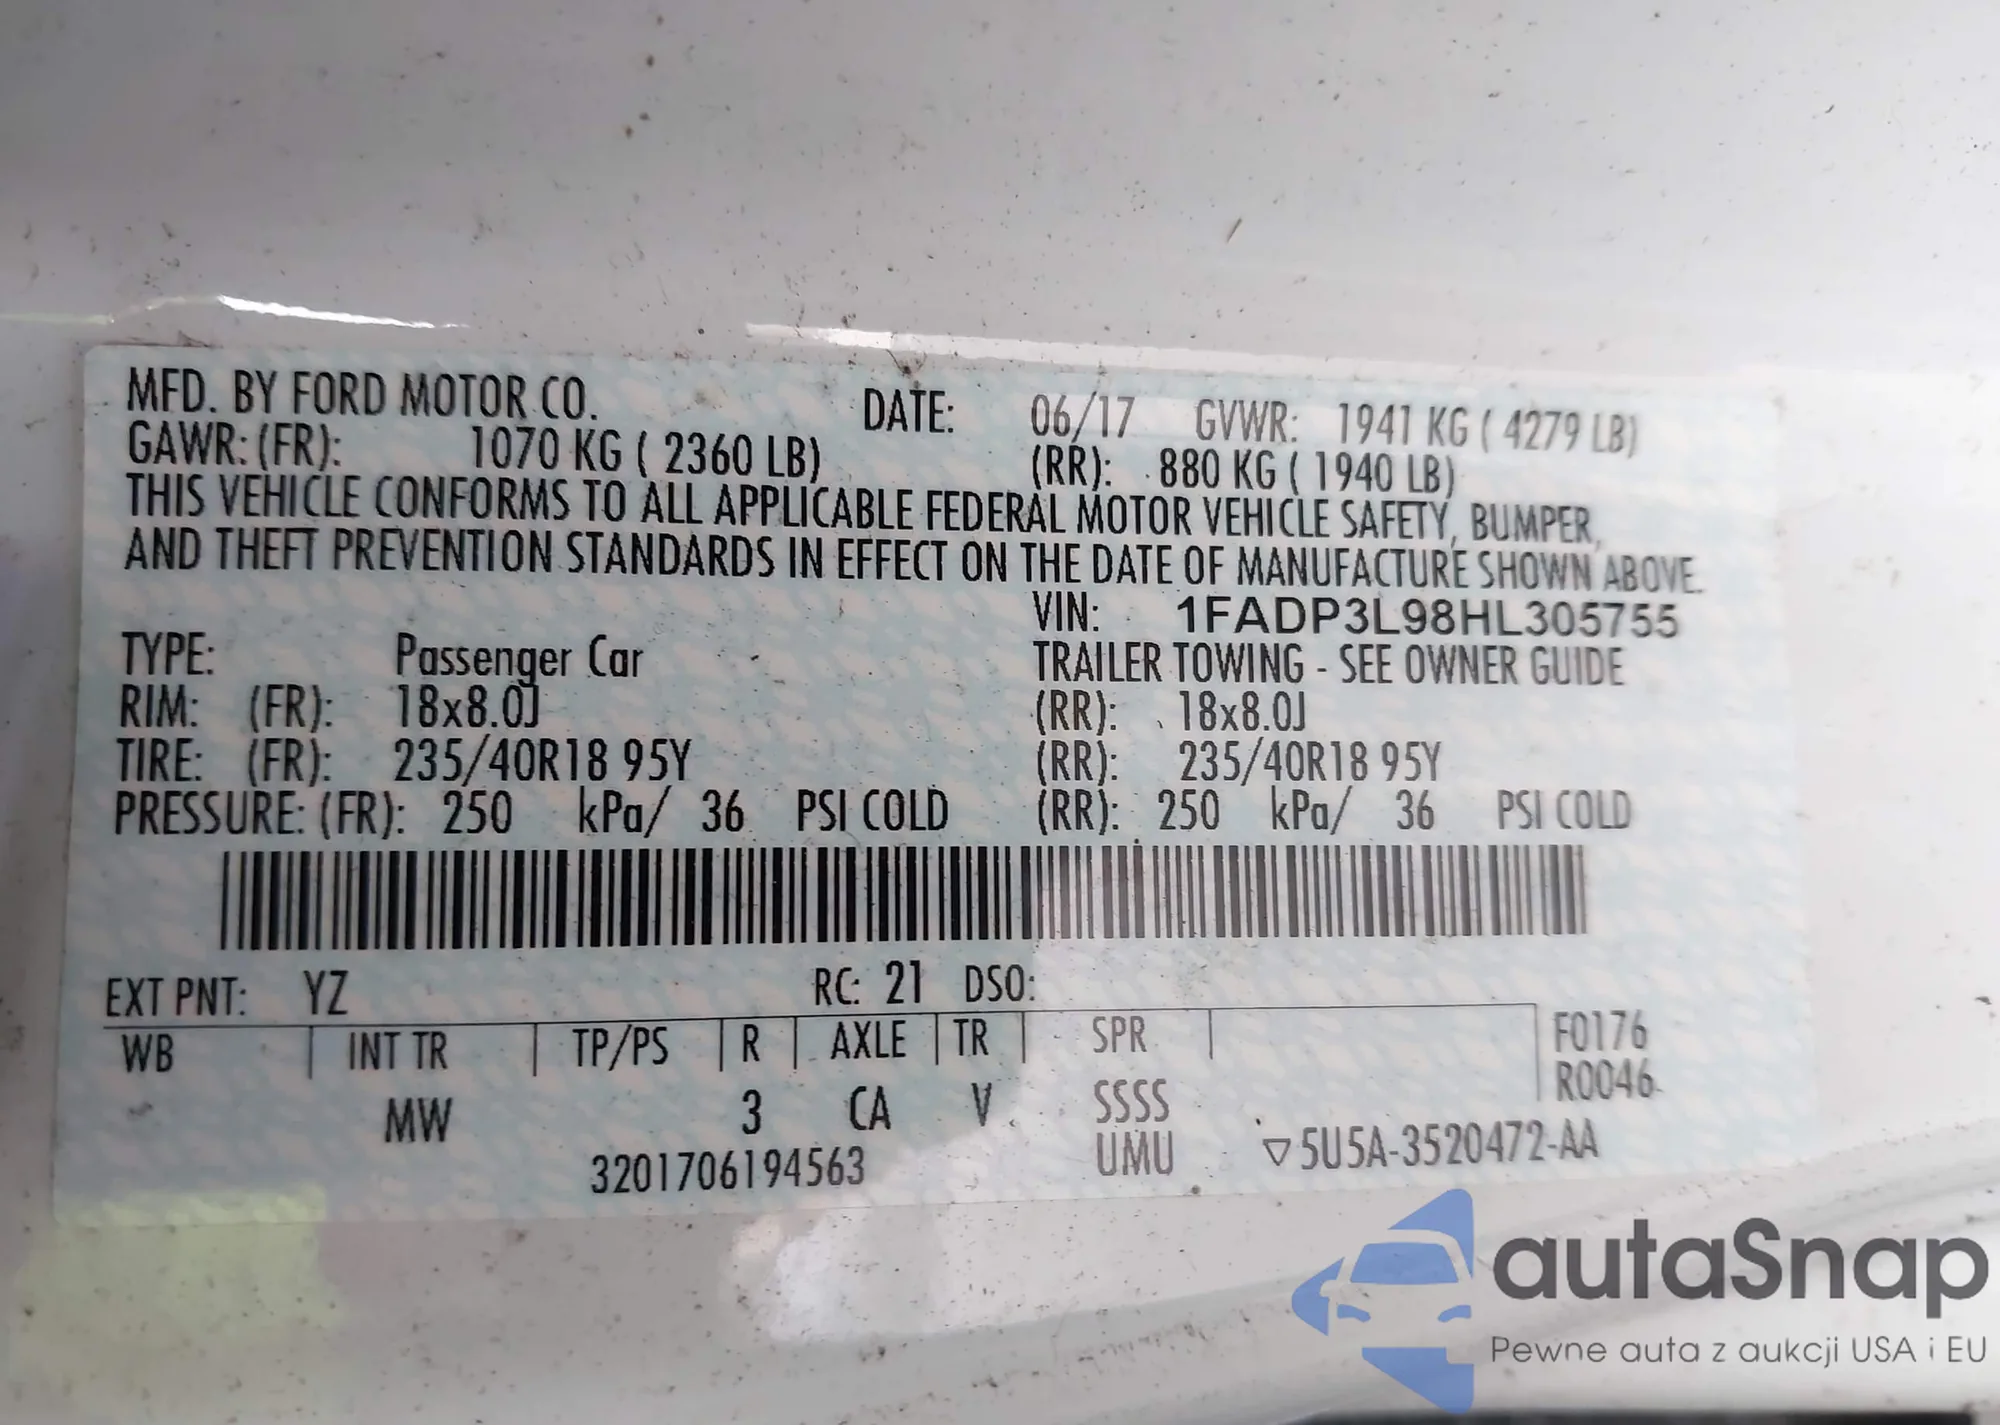 MFD. BY FORD MOTOR CO. DATE: 06/17 GVWR: 1941 KG ( 4279 LB)
GAWR: (FR): 1070 KG ( 2360 LB) (RR): 880 KG ( 1940 LB)
THIS VEHICLE CONFORMS TO ALL APPLICABLE FEDERAL MOTOR VEHICLE SAFETY, BUMPER,
AND THEFT PREVENTION STANDARDS IN EFFECT ON THE DATE OF MANUFACTURE SHOWN ABOVE.
VIN: 1FADP3L98HL305755
TYPE: Passenger Car TRAILER TOWING - SEE OWNER GUIDE
RIM: (FR): 18x8.0J (RR): 18x8.0J
TIRE: (FR): 235/40R18 95Y (RR): 235/40R18 95Y
PRESSURE: (FR): 250 kPa/ 36 PSI COLD (RR): 250 kPa/ 36 PSI COLD
EXT PNT: YZ RC: 21 DSO:
WB INT TR TP/PS R AXLE TR SPR F0176
R0046
MW 3 CA V SSSS
3201706194563 UMU ▽5U5A-3520472-AA
autaSnap
Pewne auta z aukcji USA i EU